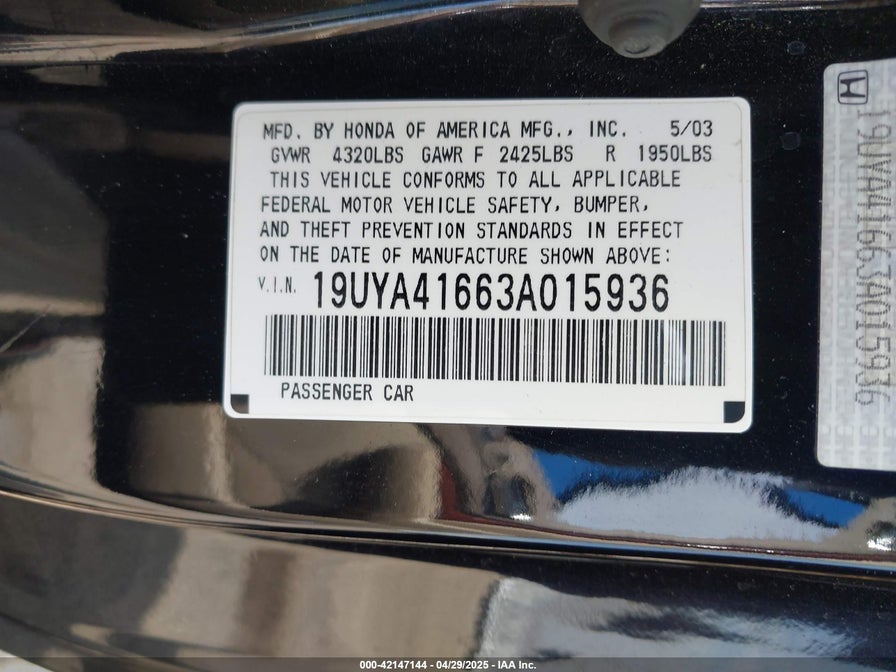 MFD. BY HONDA OF AMERICA MFG., INC. 5/03
GVWR 4320LBS GAWR F 2425LBS R 1950LBS
THIS VEHICLE CONFORMS TO ALL APPLICABLE
FEDERAL MOTOR VEHICLE SAFETY, BUMPER,
AND THEFT PREVENTION STANDARDS IN EFFECT
ON THE DATE OF MANUFACTURE SHOWN ABOVE:
V.I.N. 19UYA41663A015936
PASSENGER CAR
19UYA41663A015936
000-42147144 - 04/29/2025 - IAA Inc.